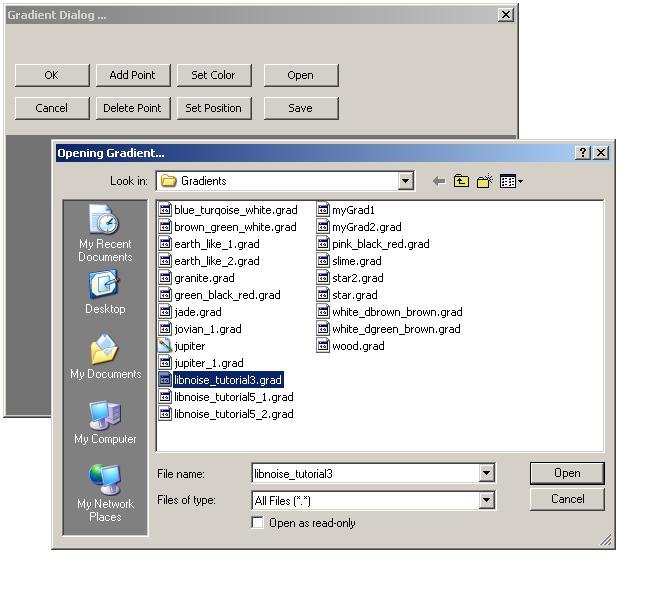 Gradient Dialog ...
OK Add Point Set Color Open
Cancel Delete Point Set Position Save
Opening Gradient...
Look in: Gradients
My Recent Documents
Desktop
My Documents
My Computer
My Network Places
blue_turqoise_white.grad
brown_green_white.grad
earth_like_1.grad
earth_like_2.grad
granite.grad
green_black_red.grad
jade.grad
jovian_1.grad
jupiter
jupiter_1.grad
libnoise_tutorial3.grad
libnoise_tutorial5_1.grad
libnoise_tutorial5_2.grad
myGrad1
myGrad2.grad
pink_black_red.grad
slime.grad
star2.grad
star.grad
white_dbrown_brown.grad
white_dgreen_brown.grad
wood.grad
File name: libnoise_tutorial3 Open
Files of type: All Files (*.*) Cancel
Open as read-only